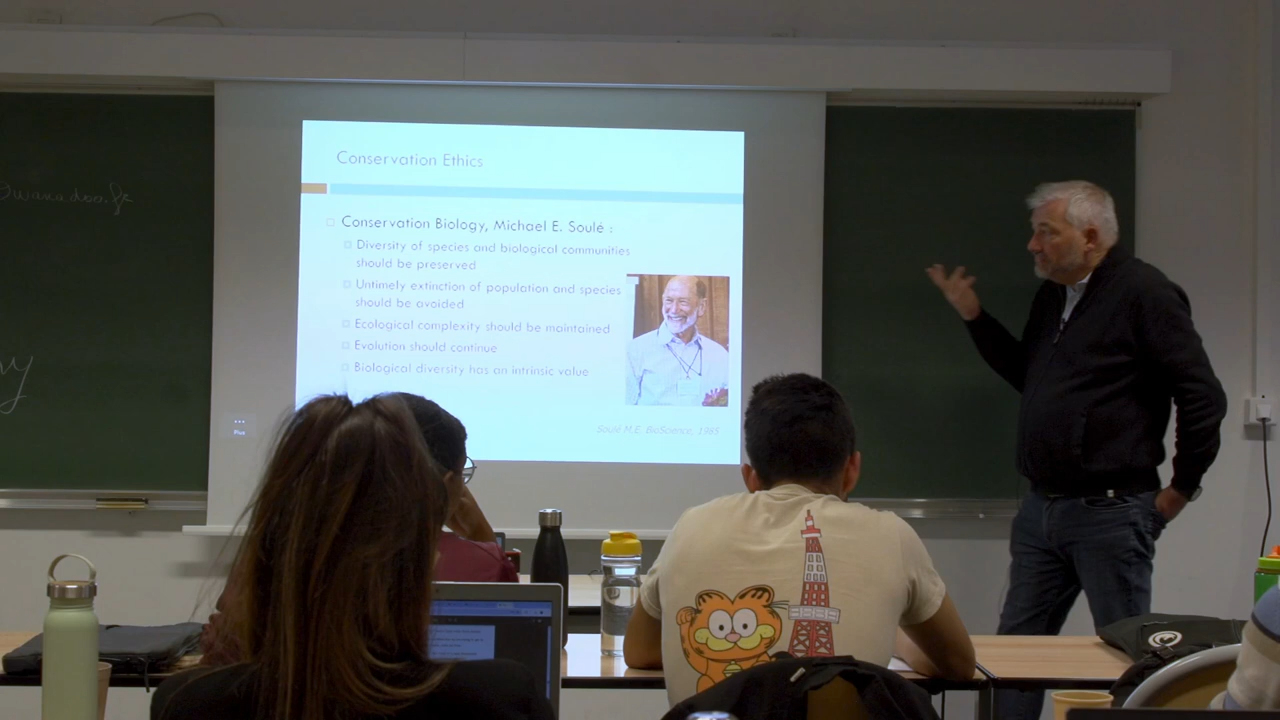 Conservation Ethics
Conservation Biology, Michael E. Soulé :
Diversity of species and biological communities
should be preserved
Untimely extinction of population and species
should be avoided
Ecological complexity should be maintained
Evolution should continue
Biological diversity has an intrinsic value
Soulé M.E. BioScience, 1985
Plus